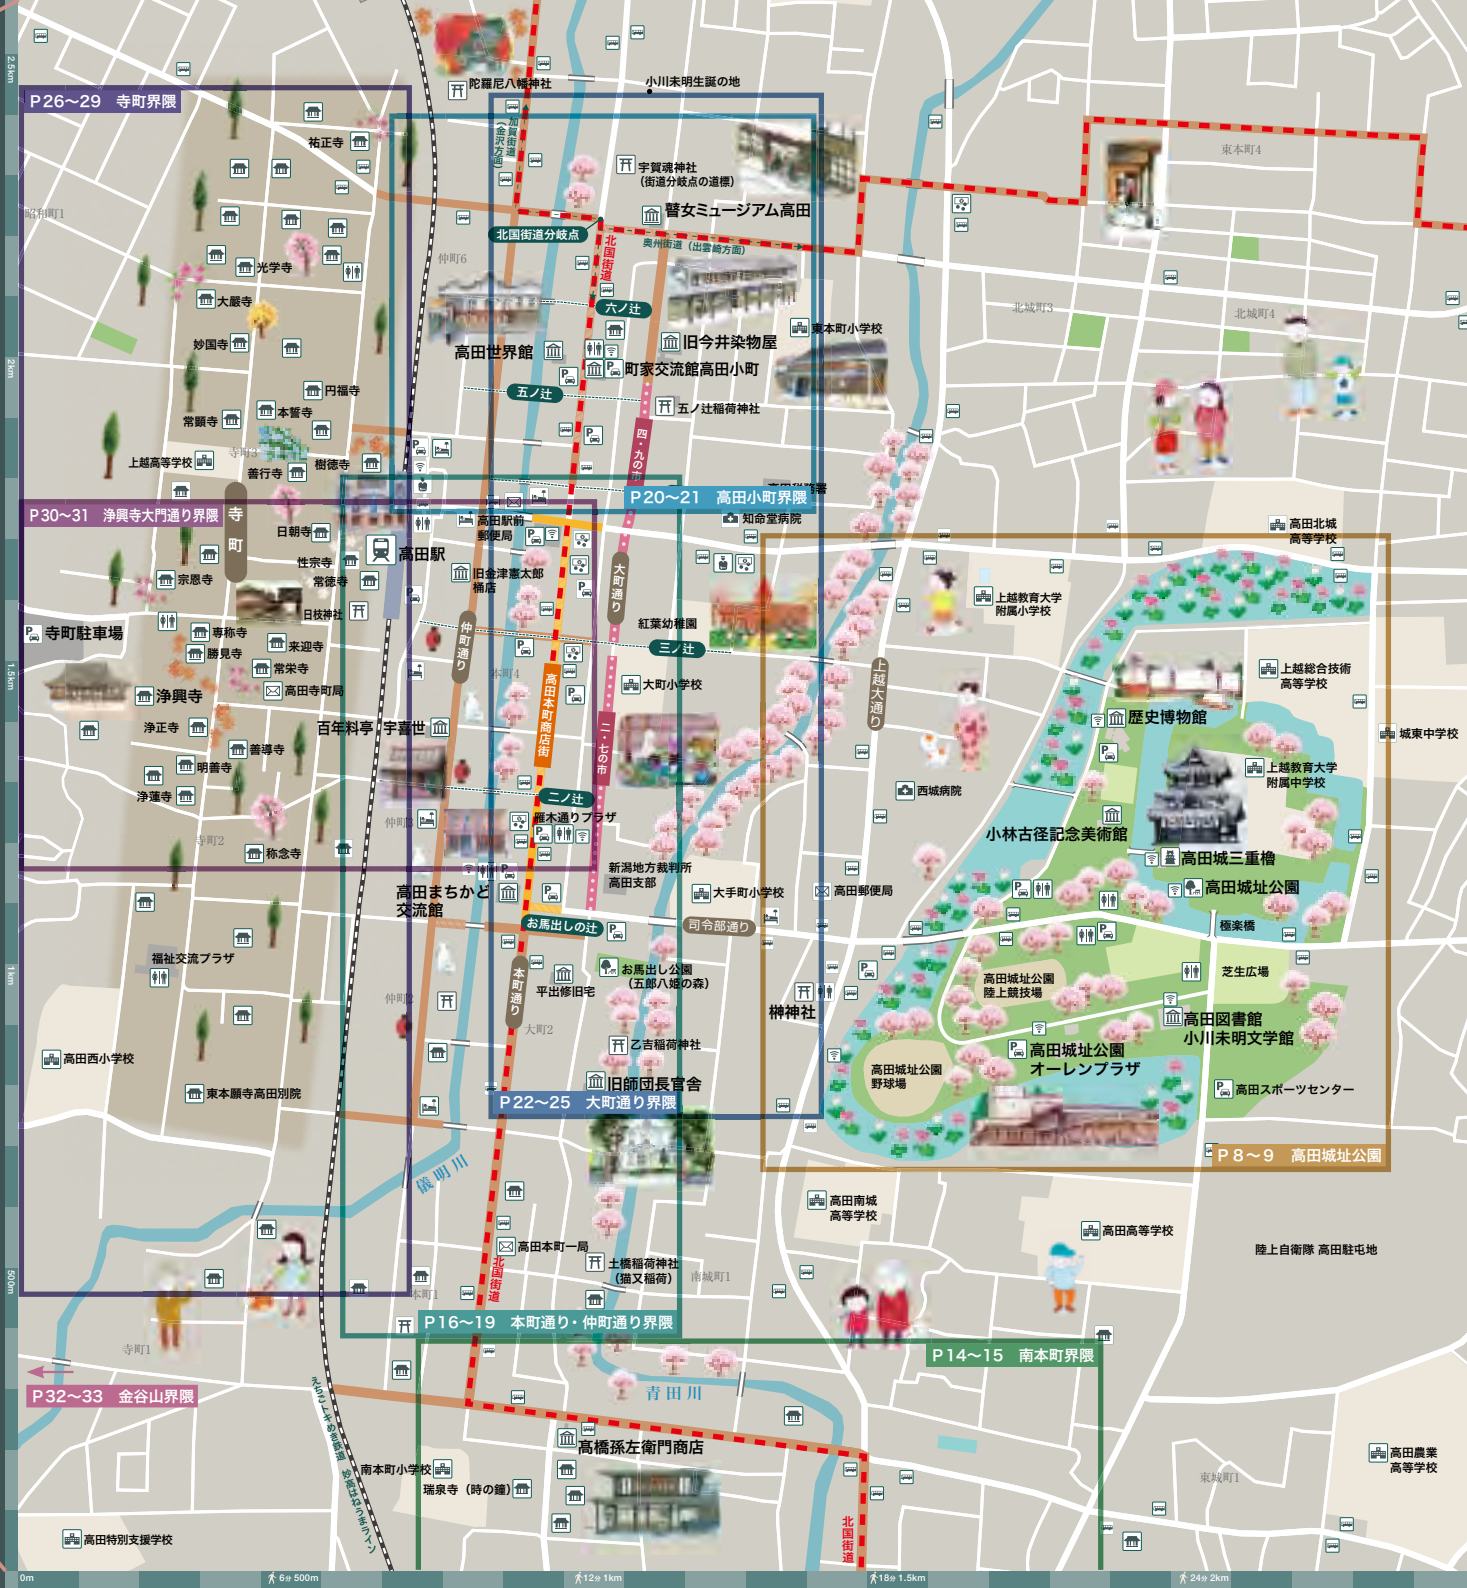 2.5km
陀羅尼八幡神社
小川未明生誕の地
P26〜29 寺町界隈
加賀街道
（金沢方面）
祐正寺
宇賀魂神社
（街道分岐点の道標）
東本町4
昭和町1
瞽女ミュージアム高田
北国街道分岐点
北国街道
奥州街道（出雲崎方面）
仲町6
光学寺
大嚴寺
六ノ辻
北城町3
北城町4
妙国寺
高田世界館
旧今井染物屋
東本町小学校
2km
町家交流館高田小町
円福寺
五ノ辻
本誓寺
五ノ辻稲荷神社
常顕寺
四・九の市
寺町3
上越高等学校
善行寺
樹徳寺
P20〜21 高田小町界隈
P30〜31 浄興寺大門通り界隈
寺町
日朝寺
高田駅前
郵便局
知命堂病院
高田北城
高等学校
高田駅
性宗寺
常徳寺
宗恩寺
旧金津憲太郎
桶店
大町通り
上越教育大学
附属小学校
日枝神社
紅葉幼稚園
寺町駐車場
専称寺
来迎寺
仲町通り
三ノ辻
勝見寺
常栄寺
1.5km
本町4
大町小学校
上越大通り
上越総合技術
高等学校
浄興寺
高田寺町局
高田本町商店街
歴史博物館
浄正寺
百年料亭 宇喜世
二・七の市
城東中学校
善導寺
明善寺
上越教育大学
附属中学校
浄蓮寺
二ノ辻
西城病院
雁木通りプラザ
小林古径記念美術館
寺町2
称念寺
新潟地方裁判所
高田支部
高田城三重櫓
高田まちかど
交流館
大手町小学校
高田郵便局
高田城址公園
お馬出しの辻
司令部通り
極楽橋
1km
福祉交流プラザ
本町通り
お馬出し公園
（五郎八姫の森）
平出修旧宅
高田城址公園
陸上競技場
芝生広場
榊神社
大町2
高田図書館
小川未明文学館
乙吉稲荷神社
高田西小学校
高田城址公園
オーレンプラザ
高田城址公園
野球場
旧師団長官舎
東本願寺高田別院
P22〜25 大町通り界隈
高田スポーツセンター
儀明川
P8〜9 高田城址公園
高田南城
高等学校
高田高等学校
高田本町一局
陸上自衛隊 高田駐屯地
北国街道
土橋稲荷神社
（猫又稲荷）
南城町1
500m
本町1
P16〜19 本町通り・仲町通り界隈
寺町1
P14〜15 南本町界隈
P32〜33 金谷山界隈
青田川
えちごトキめき鉄道 妙高はねうまライン
髙橋孫左衛門商店
高田農業
高等学校
南本町小学校
瑞泉寺（時の鐘）
東城町1
北国街道
高田特別支援学校
0m
6分 500m
12分 1km
18分 1.5km
24分 2km